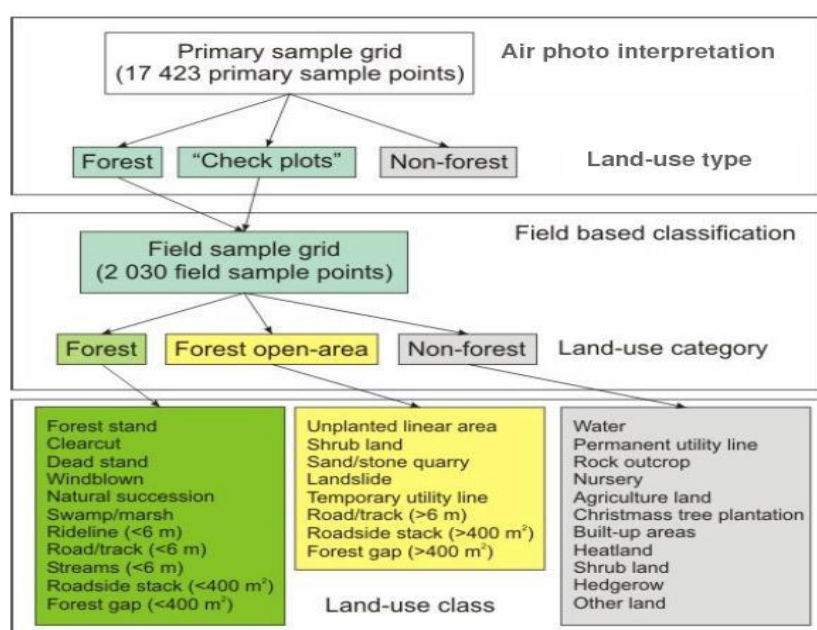 Primary sample grid
(17 423 primary sample points)
Air photo interpretation
Forest
“Check plots”
Non-forest
Land-use type
Field sample grid
(2 030 field sample points)
Field based classification
Forest
Forest open-area
Non-forest
Land-use category
Forest stand
Clearcut
Dead stand
Windblown
Natural succession
Swamp/marsh
Rideline (<6 m)
Road/track (<6 m)
Streams (<6 m)
Roadside stack (<400 m²)
Forest gap (<400 m²)
Unplanted linear area
Shrub land
Sand/stone quarry
Landslide
Temporary utility line
Road/track (>6 m)
Roadside stack (>400 m²)
Forest gap (>400 m²)
Water
Permanent utility line
Rock outcrop
Nursery
Agriculture land
Christmass tree plantation
Built-up areas
Heatland
Shrub land
Hedgerow
Other land
Land-use class